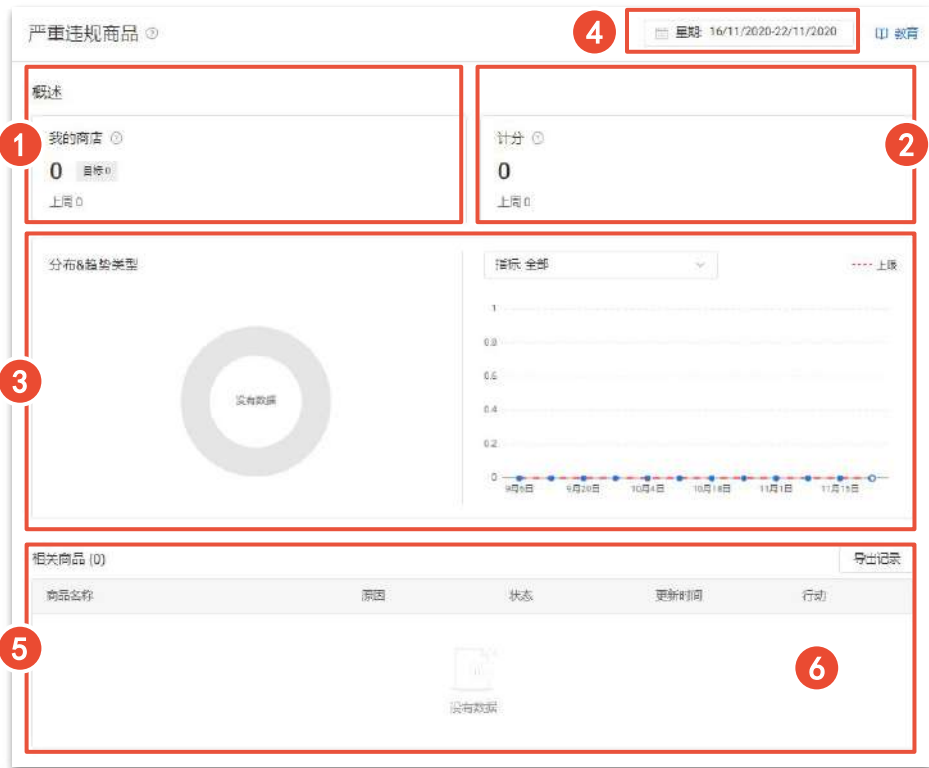 严重违规商品
4
星期: 16/11/2020-22/11/2020
教育
概述
1
我的商店
0 目标 0
上周 0
2
计分
0
上周 0
3
分布&趋势类型
没有数据
指标 全部
上限
1
0.8
0.6
0.4
0.2
0
9月6日 9月20日 10月4日 10月18日 11月1日 11月15日
相关商品 (0)
导出记录
商品名称 原因 状态 更新时间 行动
5
6
没有数据